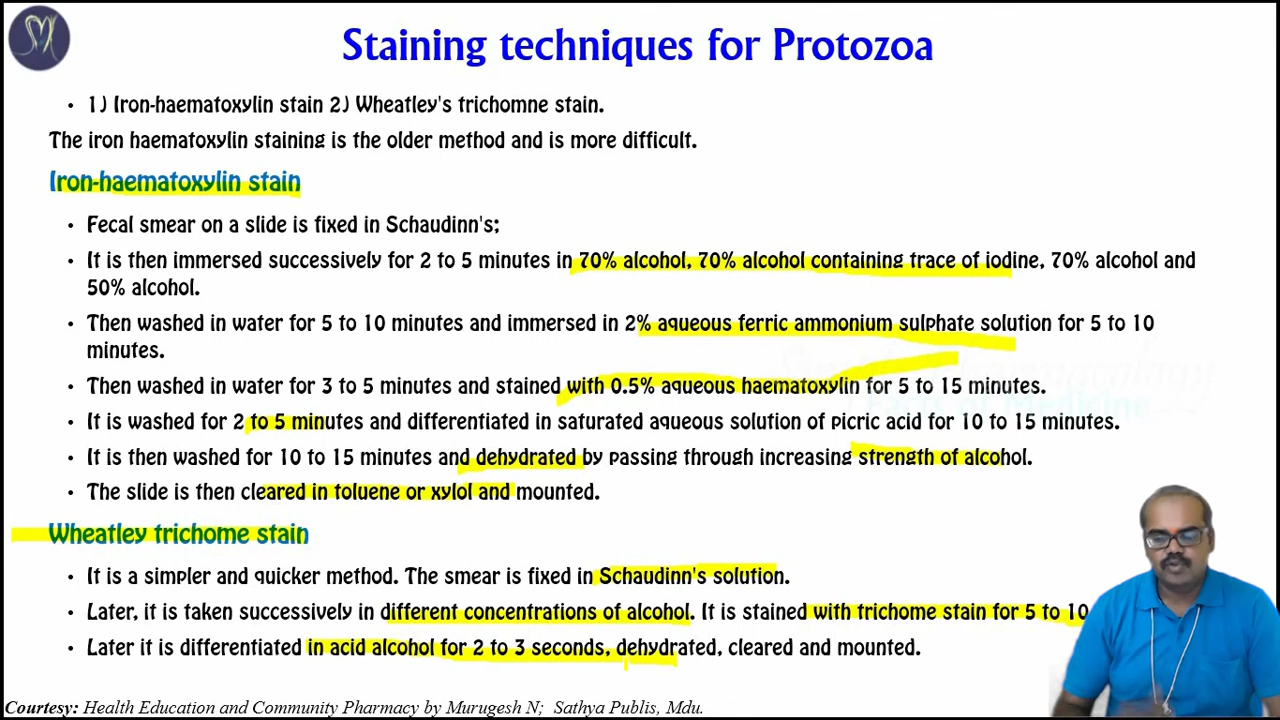 Staining techniques for Protozoa
• 1) Iron-haematoxylin stain 2) Wheatley's trichomne stain.
The iron haematoxylin staining is the older method and is more difficult.
Iron-haematoxylin stain
• Fecal smear on a slide is fixed in Schaudinn's;
• It is then immersed successively for 2 to 5 minutes in 70% alcohol, 70% alcohol containing trace of iodine, 70% alcohol and
50% alcohol.
• Then washed in water for 5 to 10 minutes and immersed in 2% aqueous ferric ammonium sulphate solution for 5 to 10
minutes.
• Then washed in water for 3 to 5 minutes and stained with 0.5% aqueous haematoxylin for 5 to 15 minutes.
• It is washed for 2 to 5 minutes and differentiated in saturated aqueous solution of picric acid for 10 to 15 minutes.
• It is then washed for 10 to 15 minutes and dehydrated by passing through increasing strength of alcohol.
• The slide is then cleared in toluene or xylol and mounted.
Wheatley trichome stain
• It is a simpler and quicker method. The smear is fixed in Schaudinn's solution.
• Later, it is taken successively in different concentrations of alcohol. It is stained with trichome stain for 5 to 10
• Later it is differentiated in acid alcohol for 2 to 3 seconds, dehydrated, cleared and mounted.
Courtesy: Health Education and Community Pharmacy by Murugesh N; Sathya Publis, Mdu.